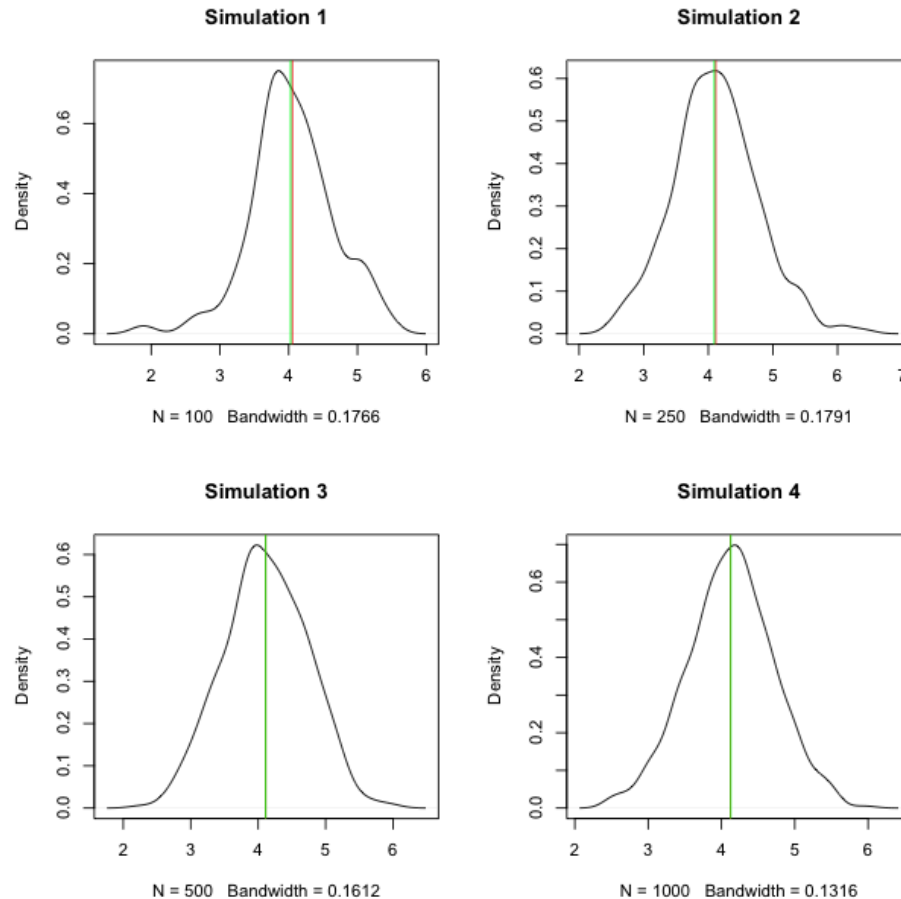 Simulation 1
Density
0.0 0.2 0.4 0.6
2 3 4 5 6
N = 100 Bandwidth = 0.1766
Simulation 2
Density
0.0 0.1 0.2 0.3 0.4 0.5 0.6
2 3 4 5 6 7
N = 250 Bandwidth = 0.1791
Simulation 3
Density
0.0 0.1 0.2 0.3 0.4 0.5 0.6
2 3 4 5 6
N = 500 Bandwidth = 0.1612
Simulation 4
Density
0.0 0.2 0.4 0.6
2 3 4 5 6
N = 1000 Bandwidth = 0.1316